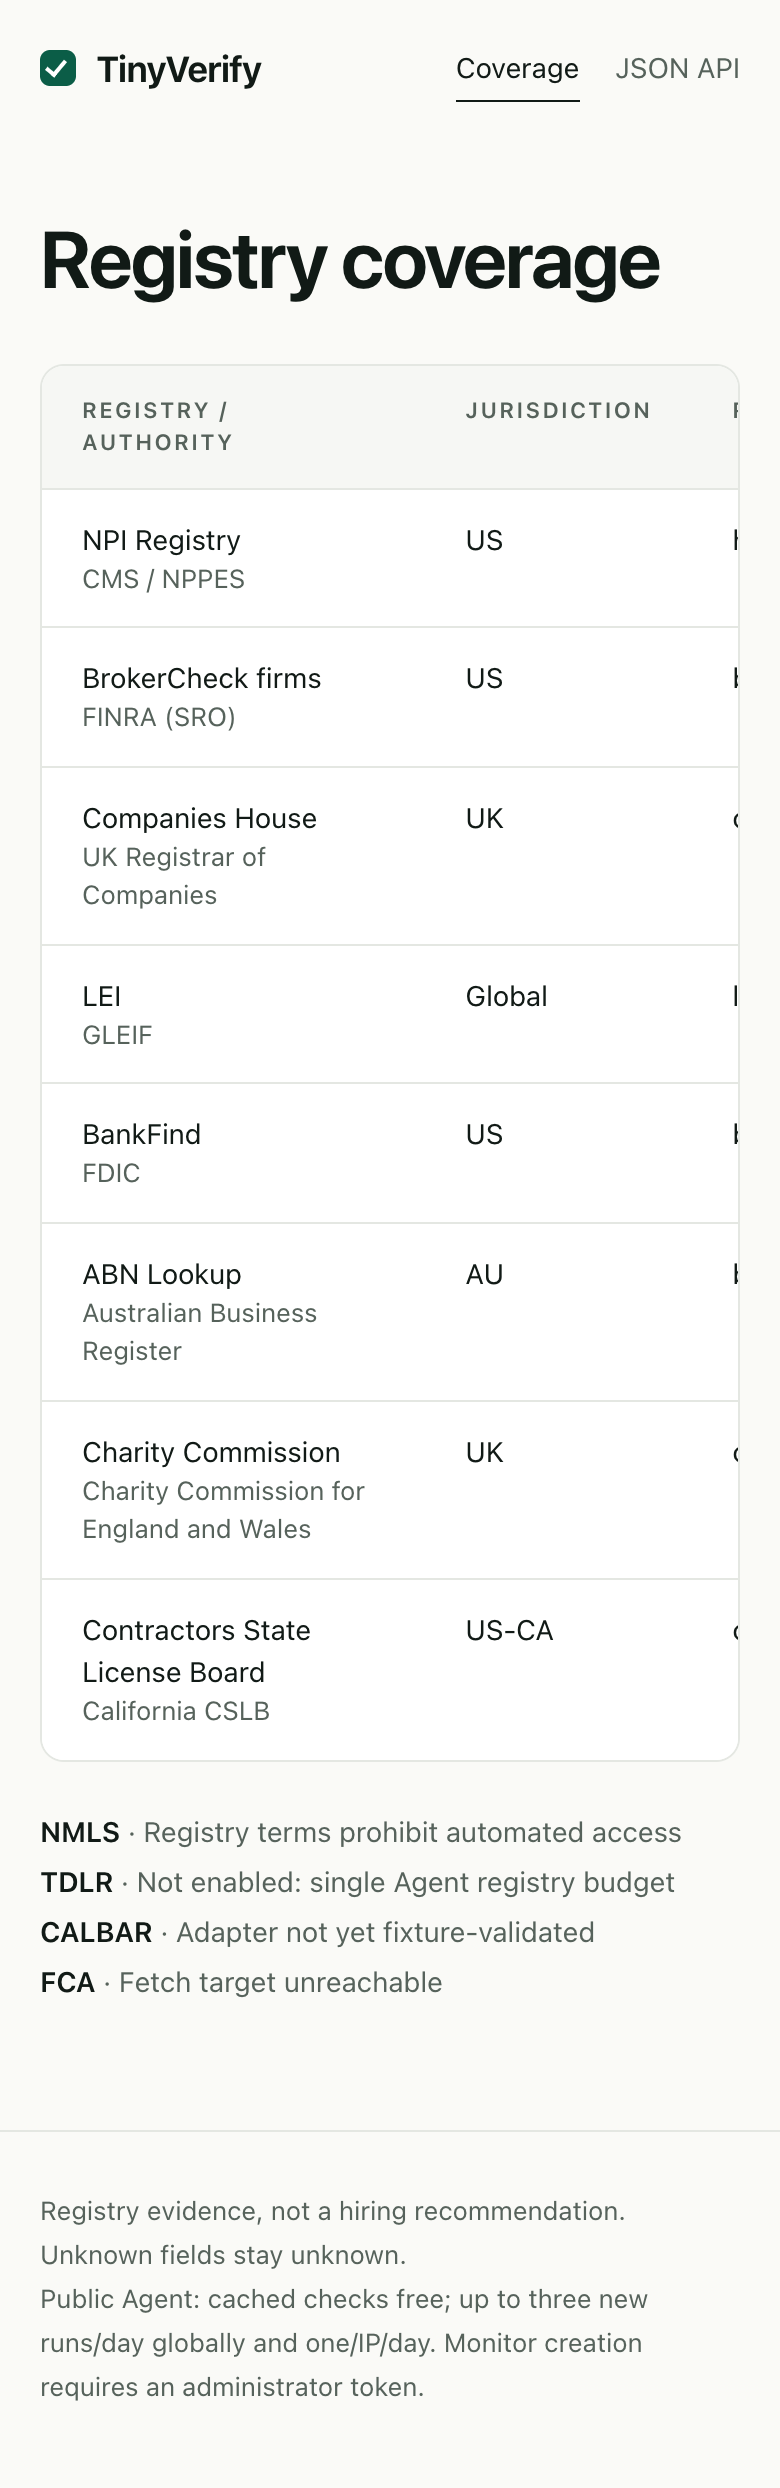 TinyVerify
Coverage
JSON API
Registry coverage
REGISTRY /
AUTHORITY
JURISDICTION
NPI Registry
CMS / NPPES
US
BrokerCheck firms
FINRA (SRO)
US
Companies House
UK Registrar of
Companies
UK
LEI
GLEIF
Global
BankFind
FDIC
US
ABN Lookup
Australian Business
Register
AU
Charity Commission
Charity Commission for
England and Wales
UK
Contractors State
License Board
California CSLB
US-CA
NMLS · Registry terms prohibit automated access
TDLR · Not enabled: single Agent registry budget
CALBAR · Adapter not yet fixture-validated
FCA · Fetch target unreachable
Registry evidence, not a hiring recommendation.
Unknown fields stay unknown.
Public Agent: cached checks free; up to three new
runs/day globally and one/IP/day. Monitor creation
requires an administrator token.